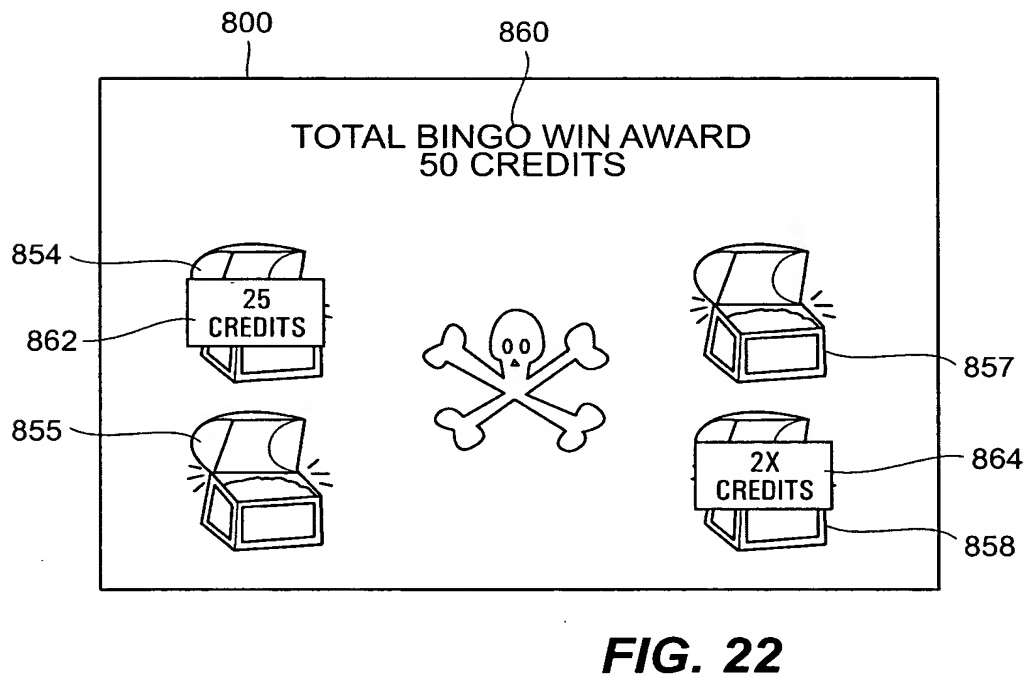 800
860
TOTAL BINGO WIN AWARD
50 CREDITS
854
25
CREDITS
862
857
855
2X
CREDITS
864
858
FIG. 22